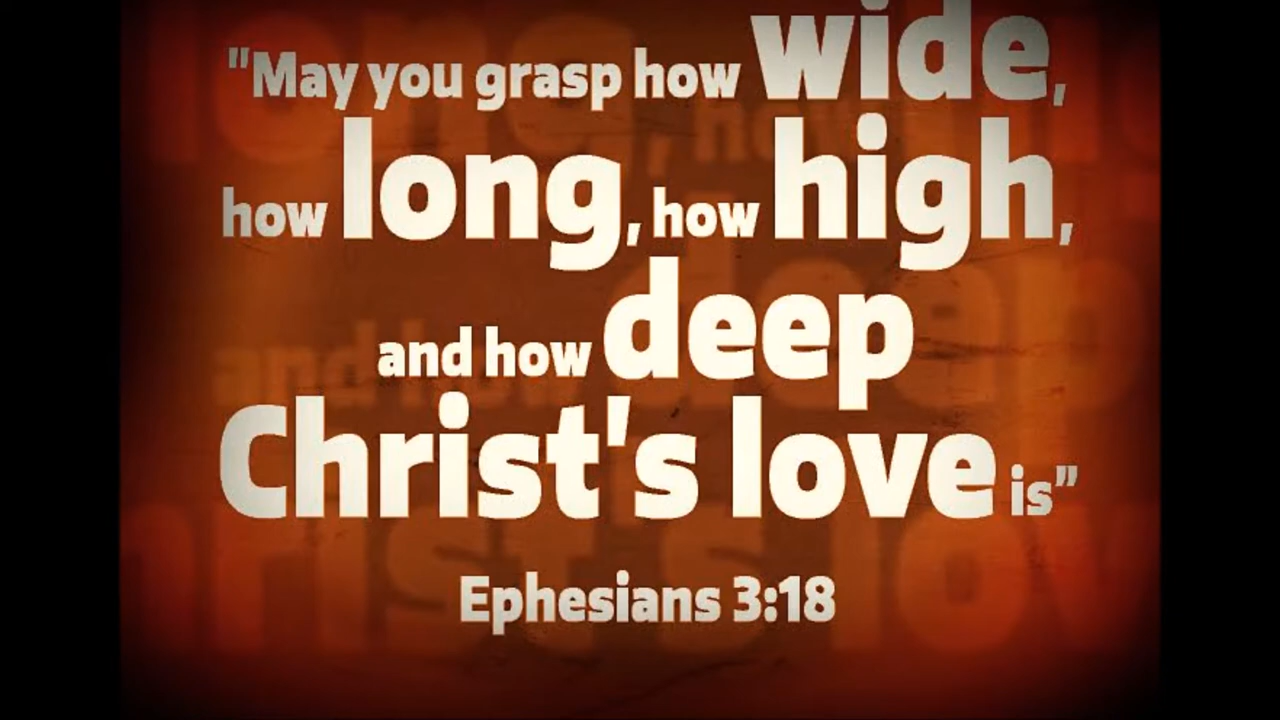 "May you grasp how wide,
how long, how high,
and how deep
Christ's love is"
Ephesians 3:18